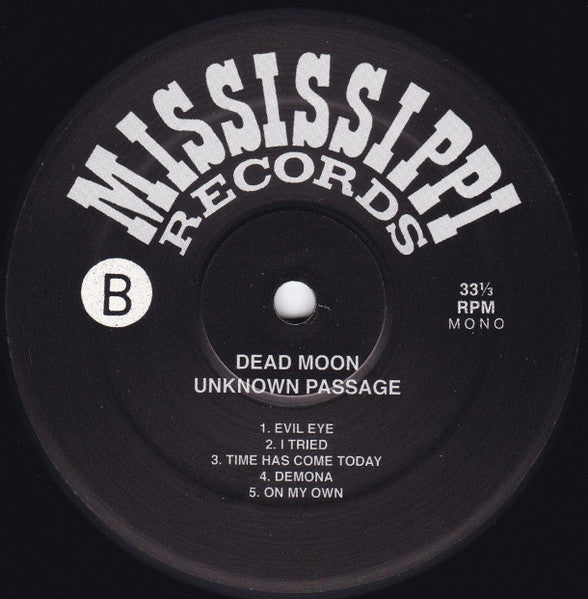 MISSISSIPPI
RECORDS
B
33⅓
RPM
MONO
DEAD MOON
UNKNOWN PASSAGE
1. EVIL EYE
2. I TRIED
3. TIME HAS COME TODAY
4. DEMONA
5. ON MY OWN